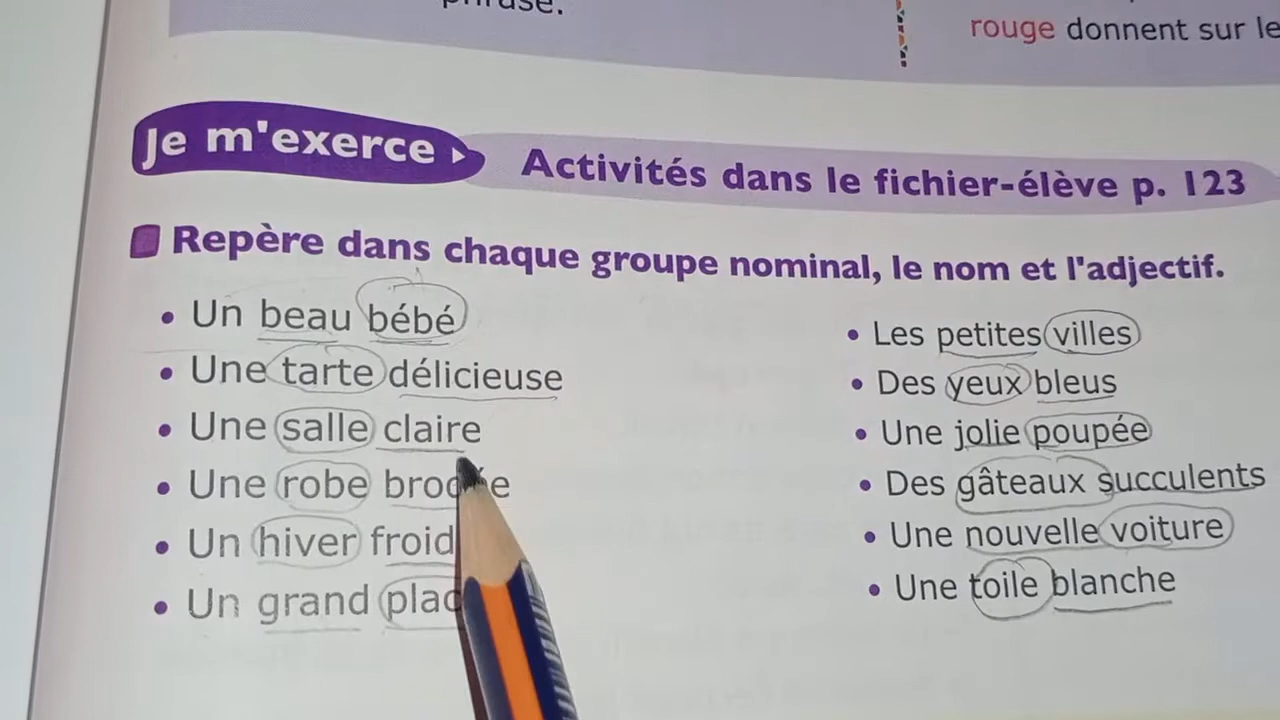 rouge donnent sur le
Je m'exerce
Activités dans le fichier-élève p. 123
Repère dans chaque groupe nominal, le nom et l'adjectif.
• Un beau bébé
• Une tarte délicieuse
• Une salle claire
• Une robe
• Un hiver froid
• Un grand
• Les petites villes
• Des yeux bleus
• Une jolie poupée
• Des gâteaux succulents
• Une nouvelle voiture
• Une toile blanche